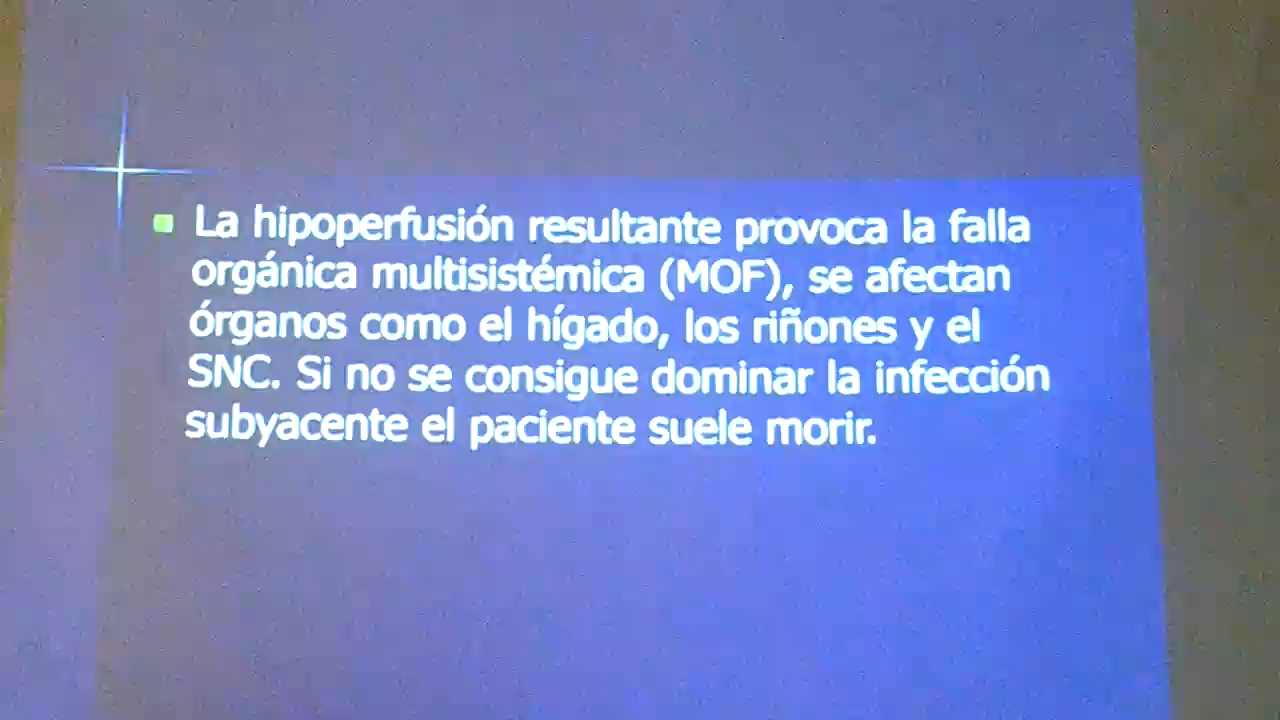 La hipoperfusión resultante provoca la falla
orgánica multisistémica (MOF), se afectan
órganos como el hígado, los riñones y el
SNC. Si no se consigue dominar la infección
subyacente el paciente suele morir.